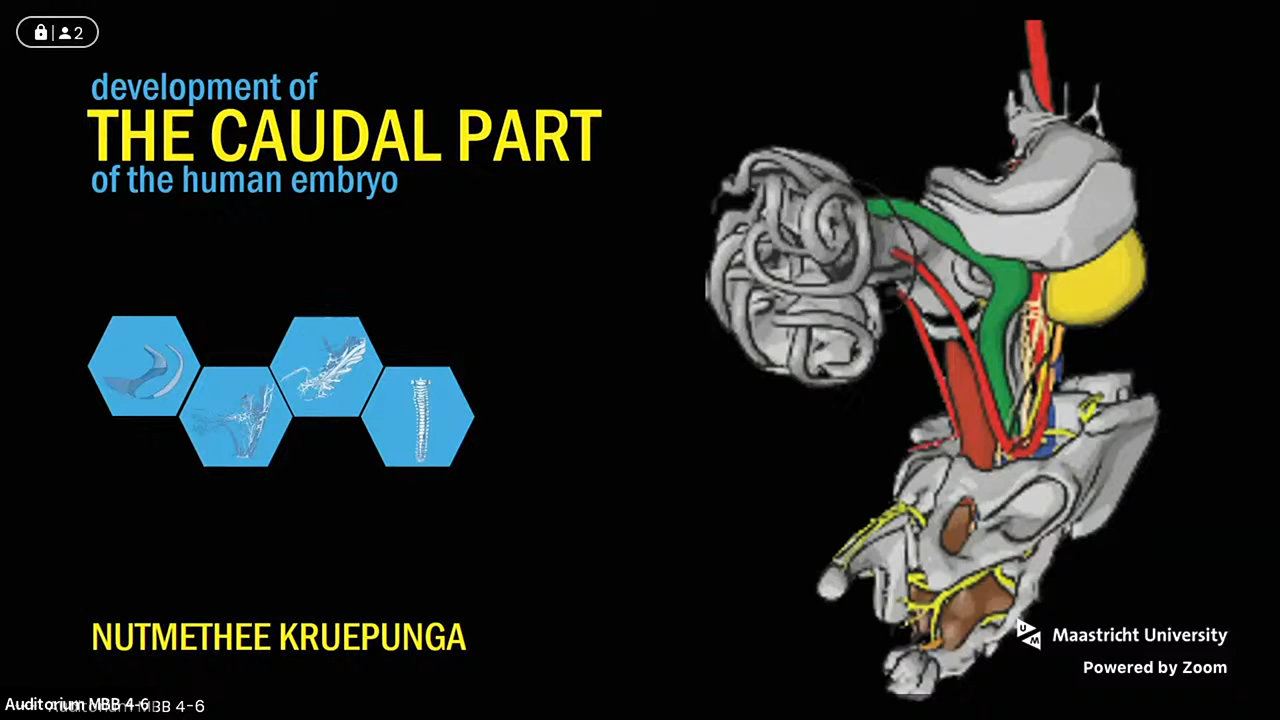 2
development of
THE CAUDAL PART
of the human embryo
NUTMETHEE KRUEPUNGA
UM
Maastricht University
Powered by Zoom
Auditorium MBB 4-6